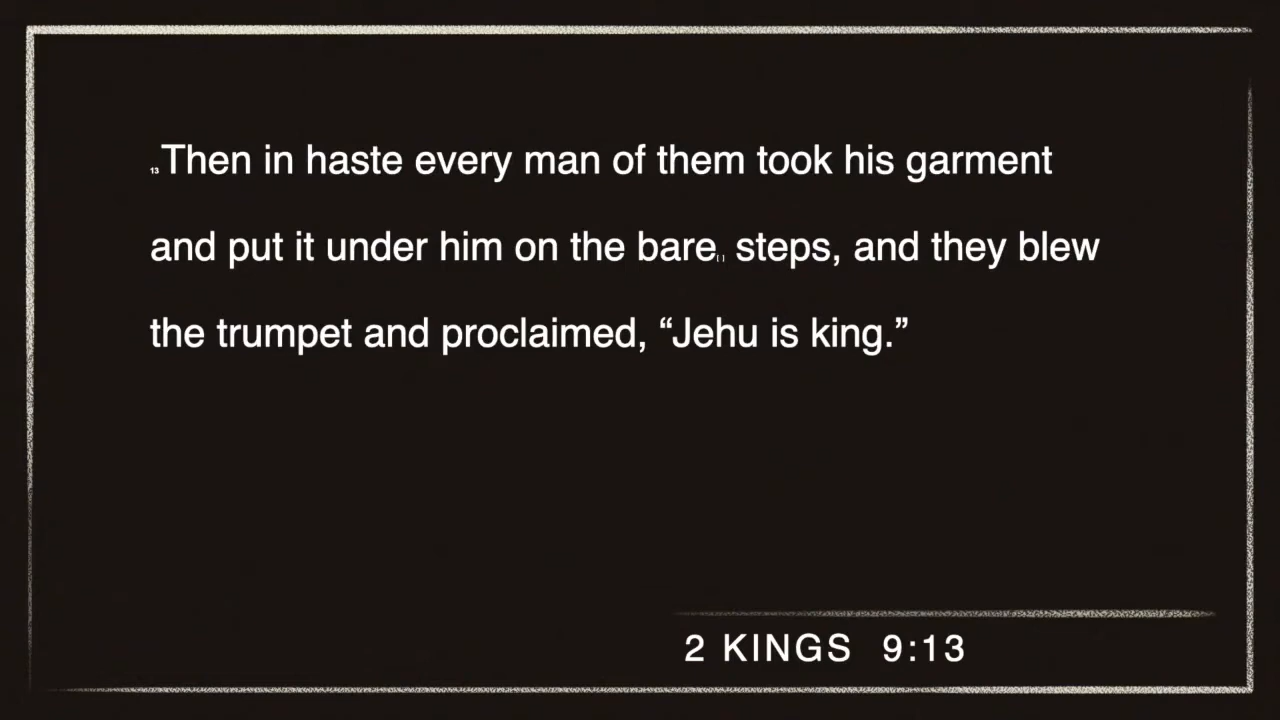 13Then in haste every man of them took his garment
and put it under him on the bare[ ] steps, and they blew
the trumpet and proclaimed, “Jehu is king.”
2 KINGS 9:13